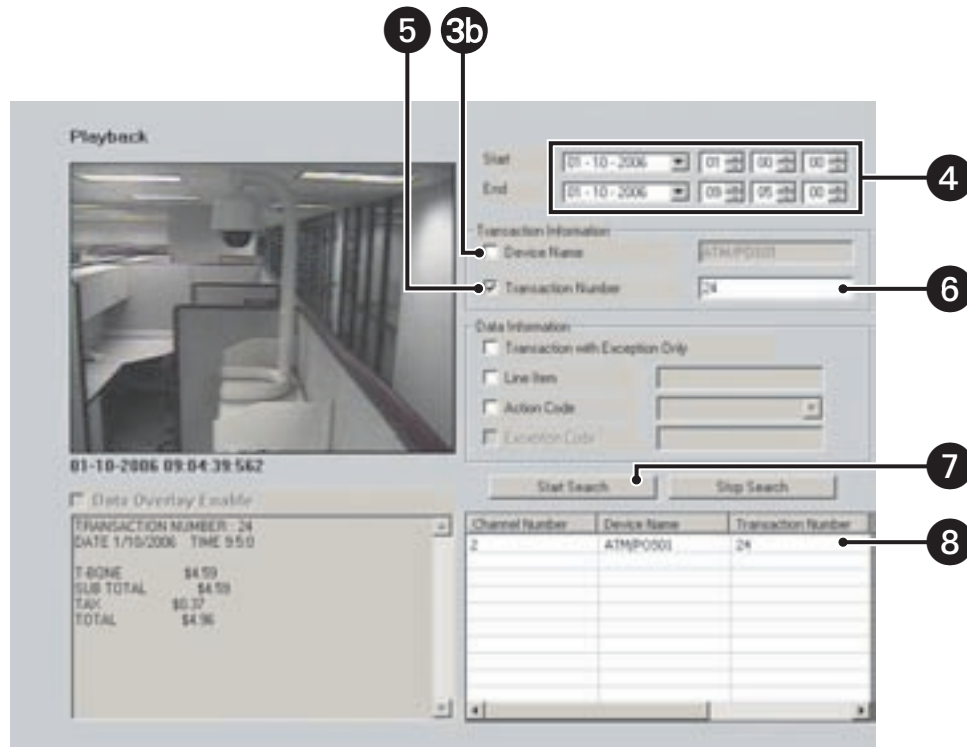 5 3b
Playback
Start 01-10-2006 01 00 00
End 01-10-2006 09 05 00
4
Transaction Information
Device Name ATM/POS01
5 Transaction Number 24
6
Data Information
Transaction with Exception Only
Line Item
Action Code
Exception Code
01-10-2006 09:04:39:562
Start Search Stop Search
7
Data Overlay Enable
TRANSACTION NUMBER : 24
DATE 1/10/2006 TIME 9:5:0
T-BONE $4.59
SUB TOTAL $4.59
TAX $0.37
TOTAL $4.96
Channel Number Device Name Transaction Number
2 ATM/POS01 24
8